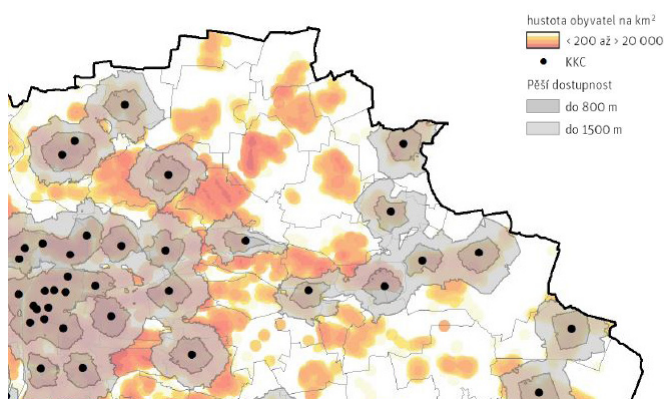 hustota obyvatel na km²
< 200 až > 20 000
KKC
Pěší dostupnost
do 800 m
do 1500 m